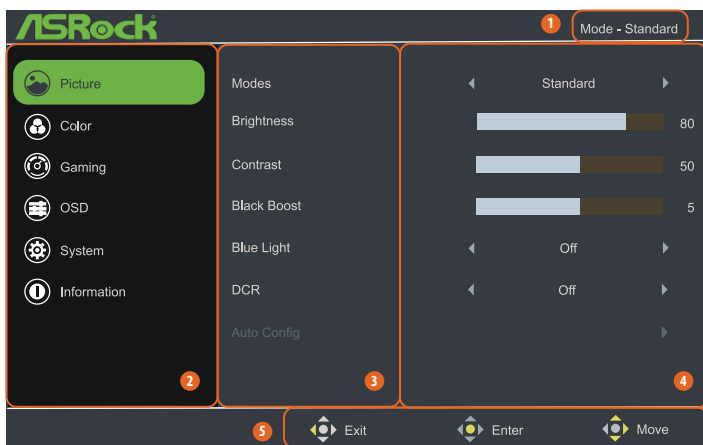 ASRock
1 Mode - Standard
Picture
Color
Gaming
OSD
System
Information
2
Modes
Brightness
Contrast
Black Boost
Blue Light
DCR
Auto Config
3
Standard
80
50
5
Off
Off
4
5 Exit Enter Move